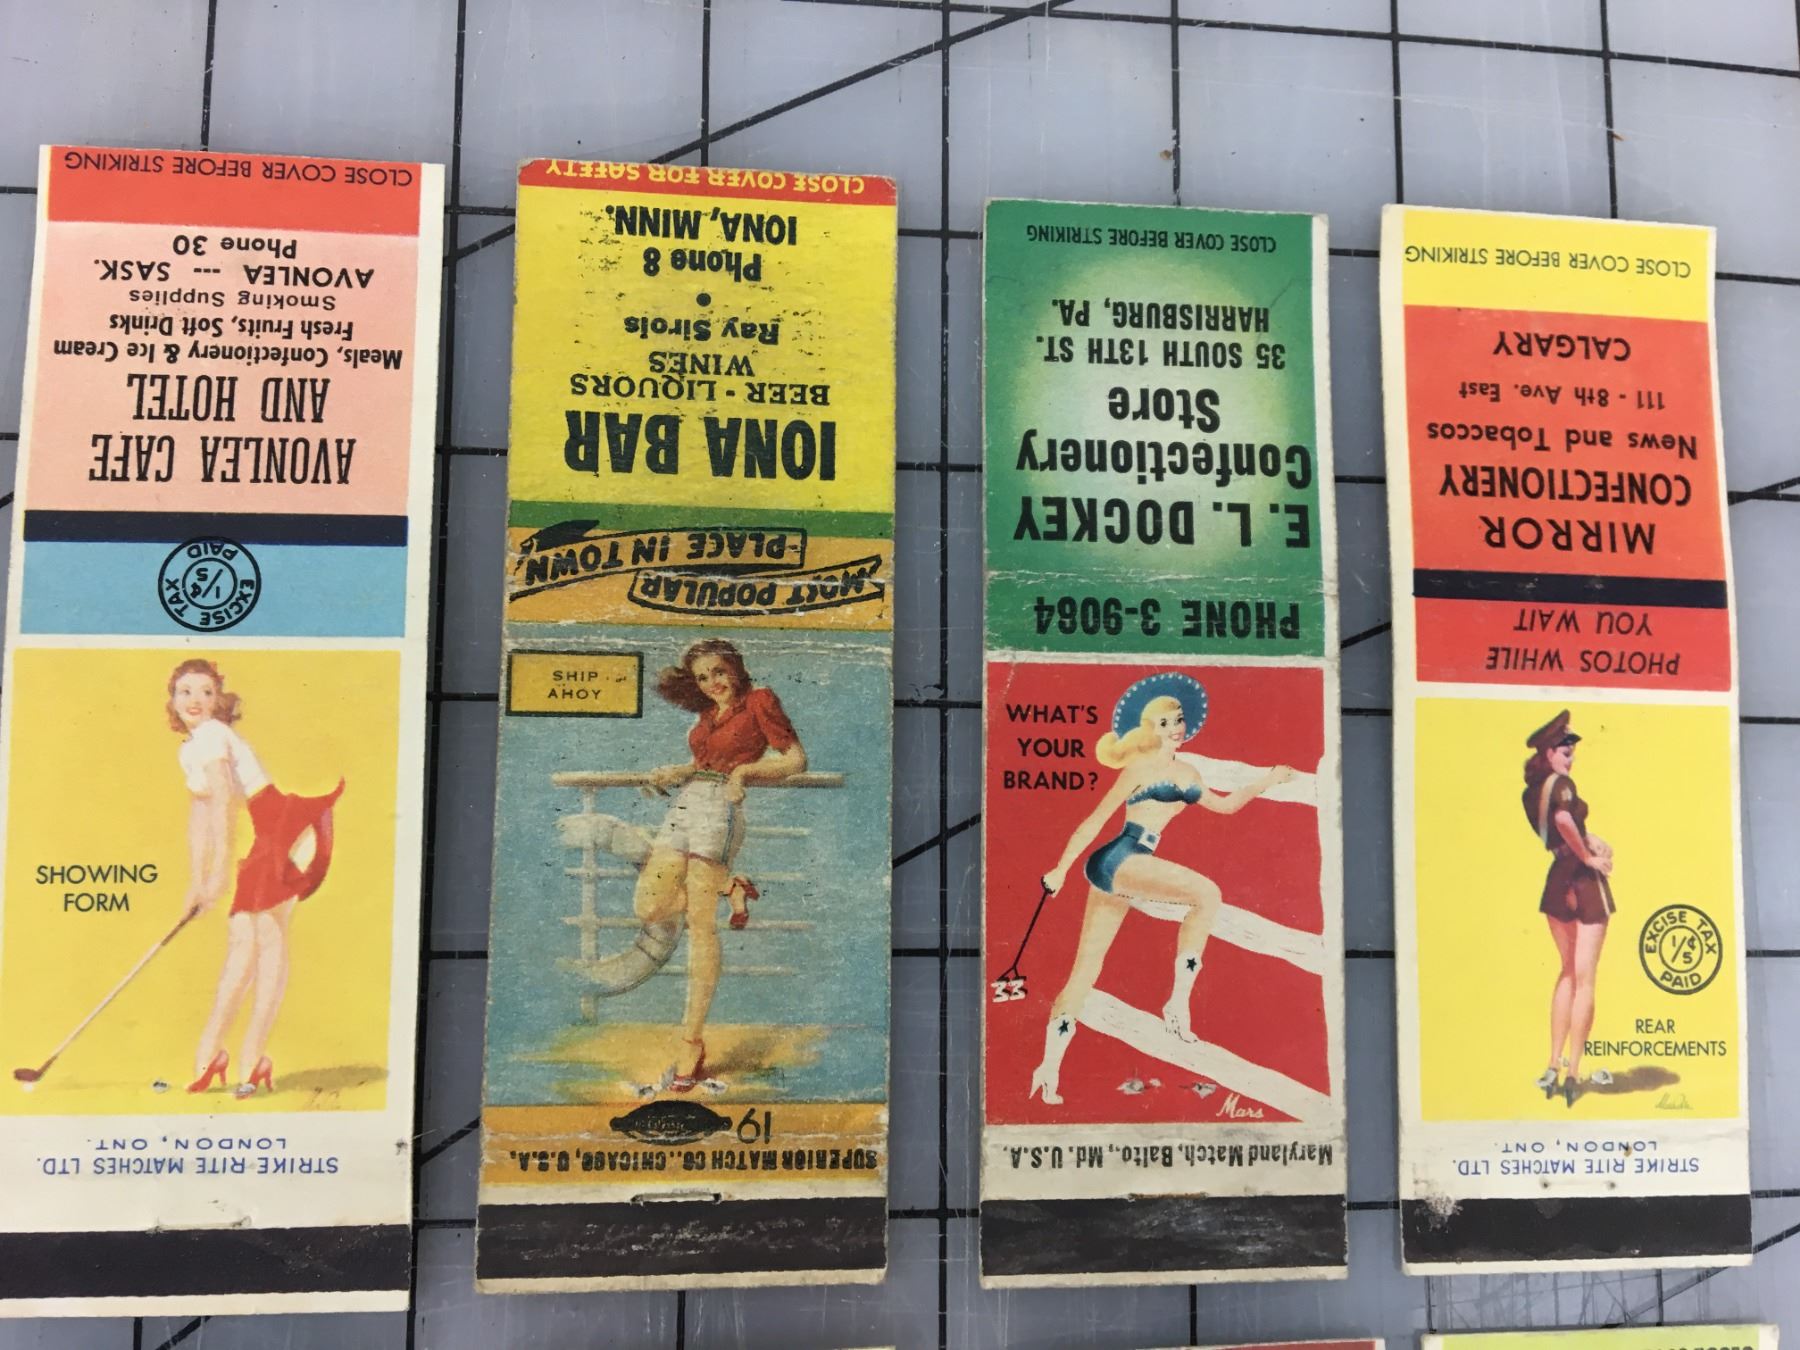 CLOSE COVER BEFORE STRIKING
Phone 30
AVONLEA --- SASK.
Smoking Supplies
Fresh Fruits, Soft Drinks
Meals, Confectionery & Ice Cream
AND HOTEL
AVONLEA CAFE
EXCISE TAX
1/5¢
PAID
SHOWING
FORM
STRIKE RITE MATCHES LTD.
LONDON, ONT.
CLOSE COVER FOR SAFETY
IONA, MINN.
Phone 8
Ray Sirois
WINES
BEER - LIQUORS
IONA BAR
MOST POPULAR
PLACE IN TOWN
SHIP
AHOY
19
SUPERIOR MATCH CO., CHICAGO, U.S.A.
CLOSE COVER BEFORE STRIKING
HARRISBURG, PA.
35 SOUTH 13TH ST.
Store
Confectionery
E. L. DOCKEY
PHONE 3-9064
WHAT'S
YOUR
BRAND?
33
Mars
Maryland Match, Balto., Md. U.S.A.
CLOSE COVER BEFORE STRIKING
CALGARY
111 - 8th Ave. East
News and Tobaccos
CONFECTIONERY
MIRROR
PHOTOS WHILE
YOU WAIT
EXCISE TAX
1/5¢
PAID
REAR
REINFORCEMENTS
STRIKE RITE MATCHES LTD.
LONDON, ONT.